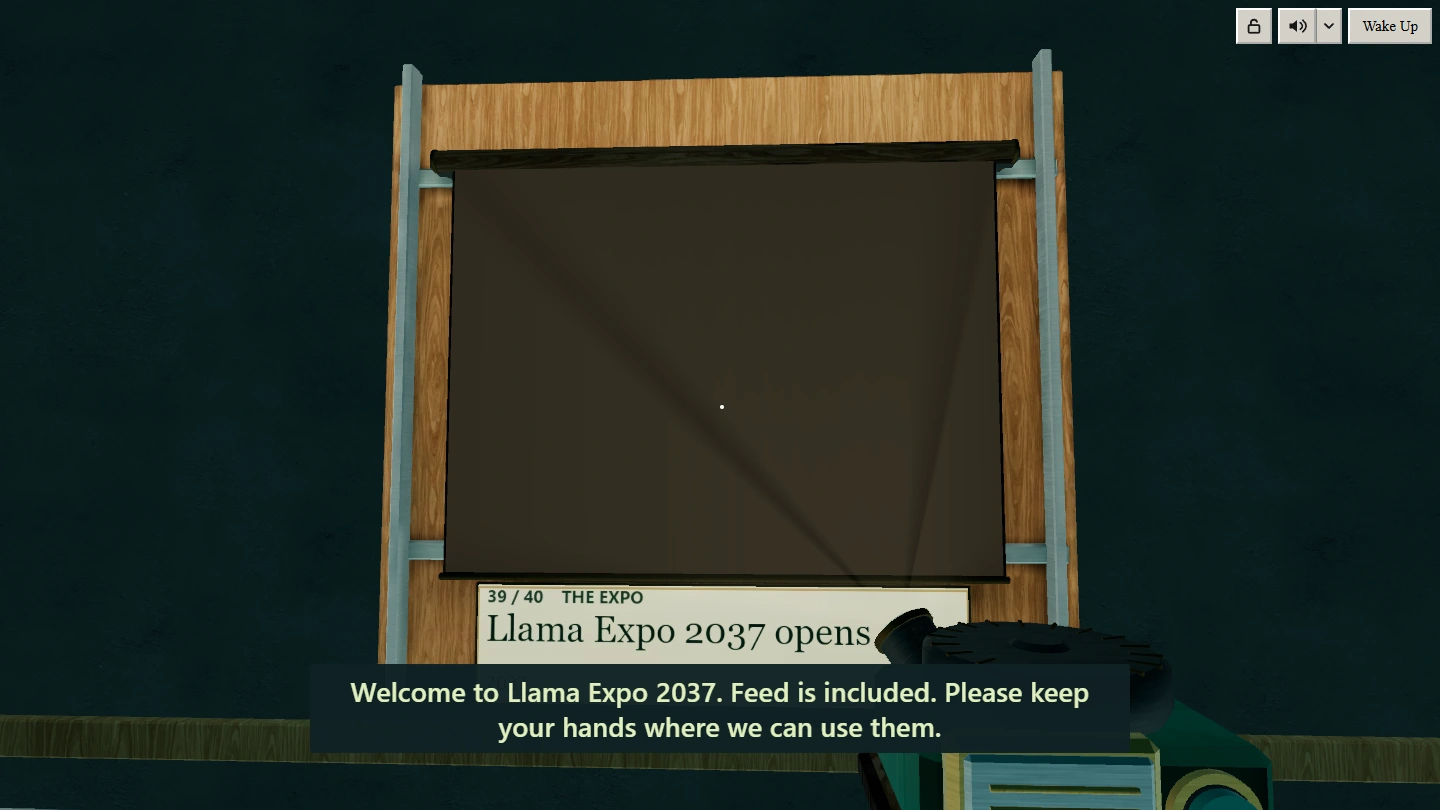 Wake Up
39 / 40 THE EXPO
Llama Expo 2037 opens
Welcome to Llama Expo 2037. Feed is included. Please keep
your hands where we can use them.